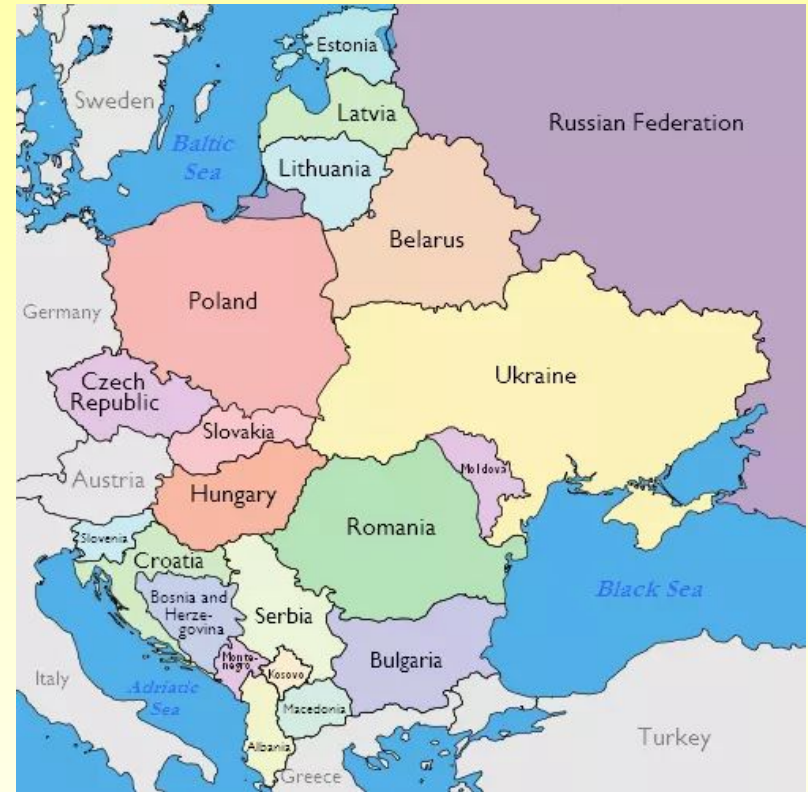 Estonia
Sweden
Latvia
Russian Federation
Baltic
Sea
Lithuania
Belarus
Poland
Germany
Ukraine
Czech
Republic
Slovakia
Moldova
Austria
Hungary
Romania
Slovenia
Croatia
Bosnia and
Herze-
govina
Serbia
Black Sea
Monte-
negro
Kosovo
Bulgaria
Italy
Adriatic
Sea
Macedonia
Albania
Turkey
Greece